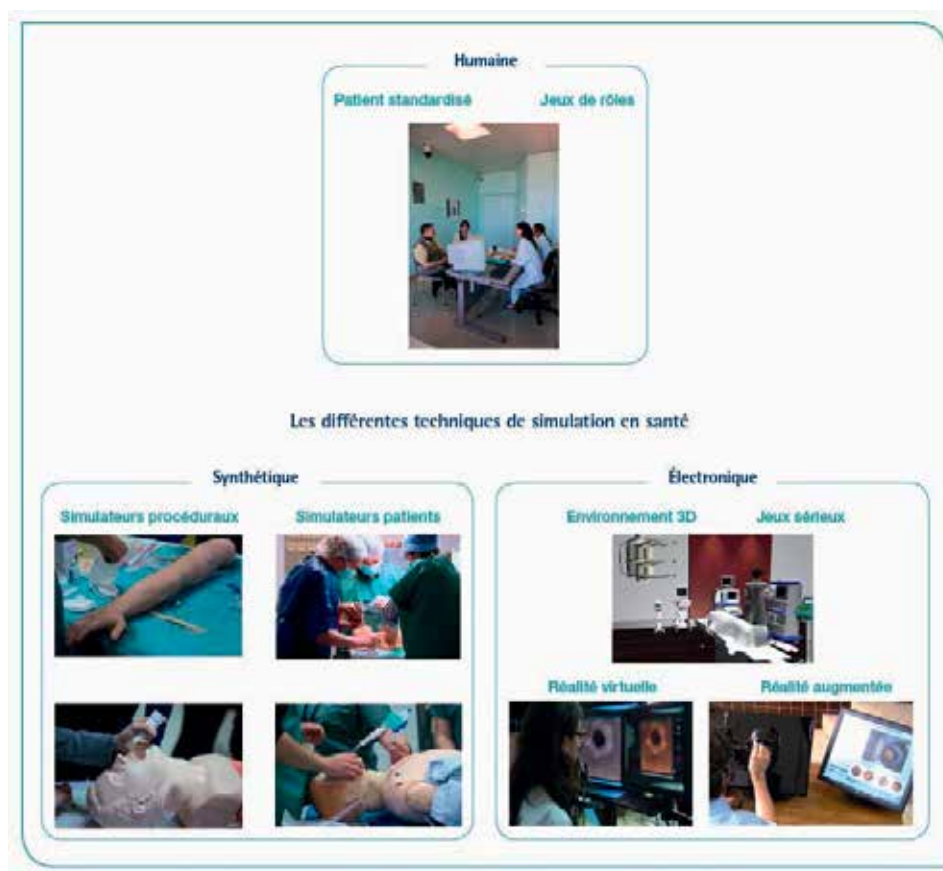 Humaine
Patient standardisé
Jeux de rôles
Les différentes techniques de simulation en santé
Synthétique
Simulateurs procéduraux
Simulateurs patients
Électronique
Environnement 3D
Jeux sérieux
Réalité virtuelle
Réalité augmentée